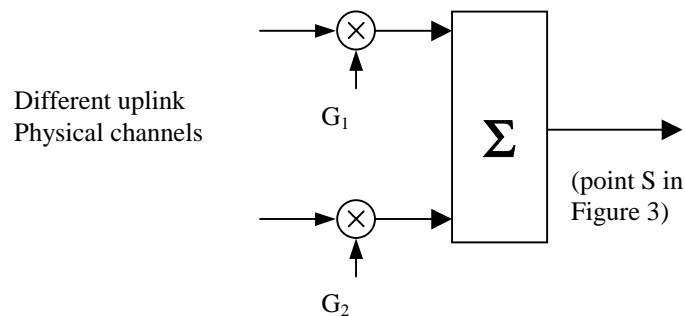 Different uplink
Physical channels
G₁
Σ
(point S in
Figure 3)
G₂